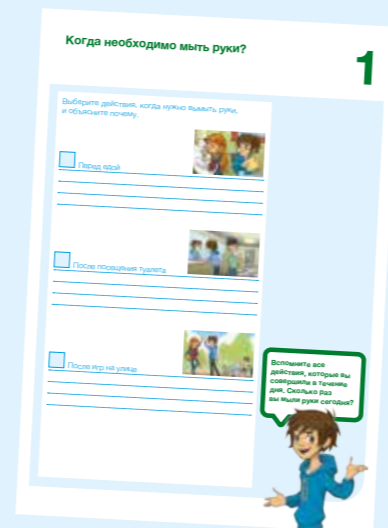 Когда необходимо мыть руки?
1
Выберите действия, когда нужно вымыть руки,
и объясните почему.
Перед едой
После посещения туалета
После игр на улице
Вспомните все
действия, которые вы
совершили в течение
дня. Сколько раз
вы мыли руки сегодня?